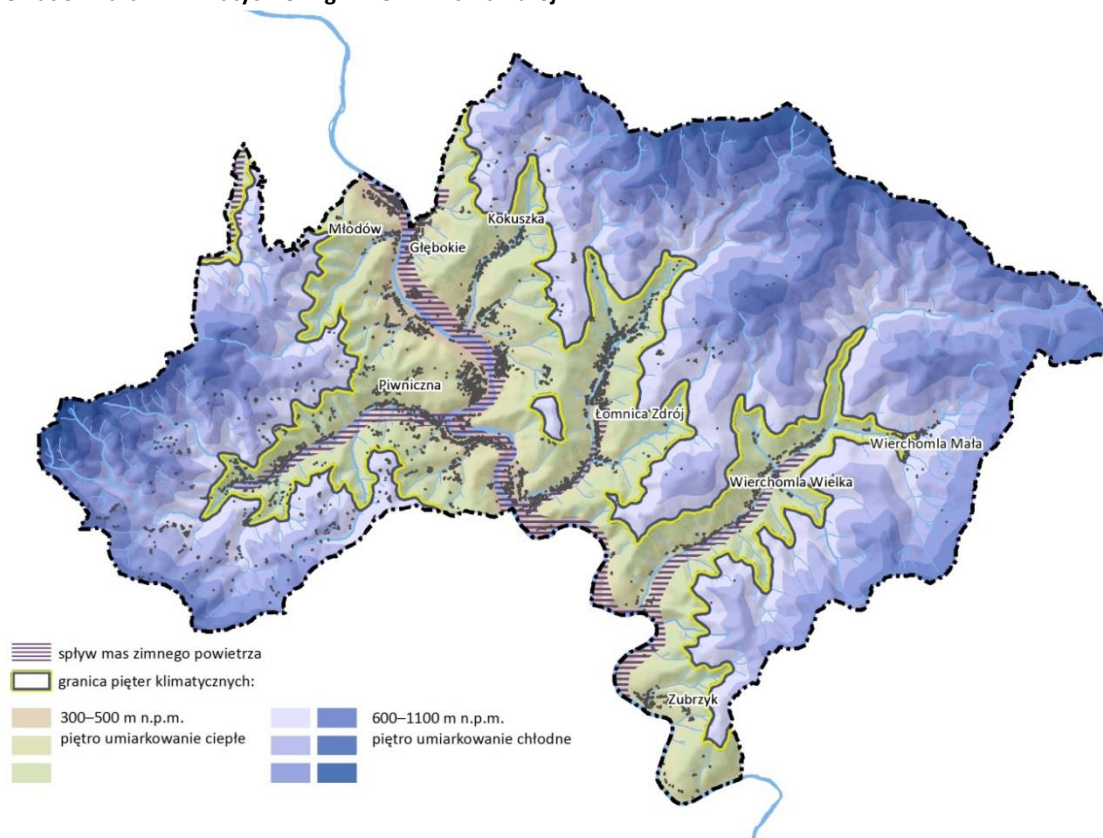 Młodów
Głębokie
Kokuszka
Piwniczna
Łomnica Zdrój
Wierchomla Mała
Wierchomla Wielka
Zubrzyk
spływ mas zimnego powietrza
granica pięter klimatycznych:
300–500 m n.p.m.
piętro umiarkowanie ciepłe
600–1100 m n.p.m.
piętro umiarkowanie chłodne